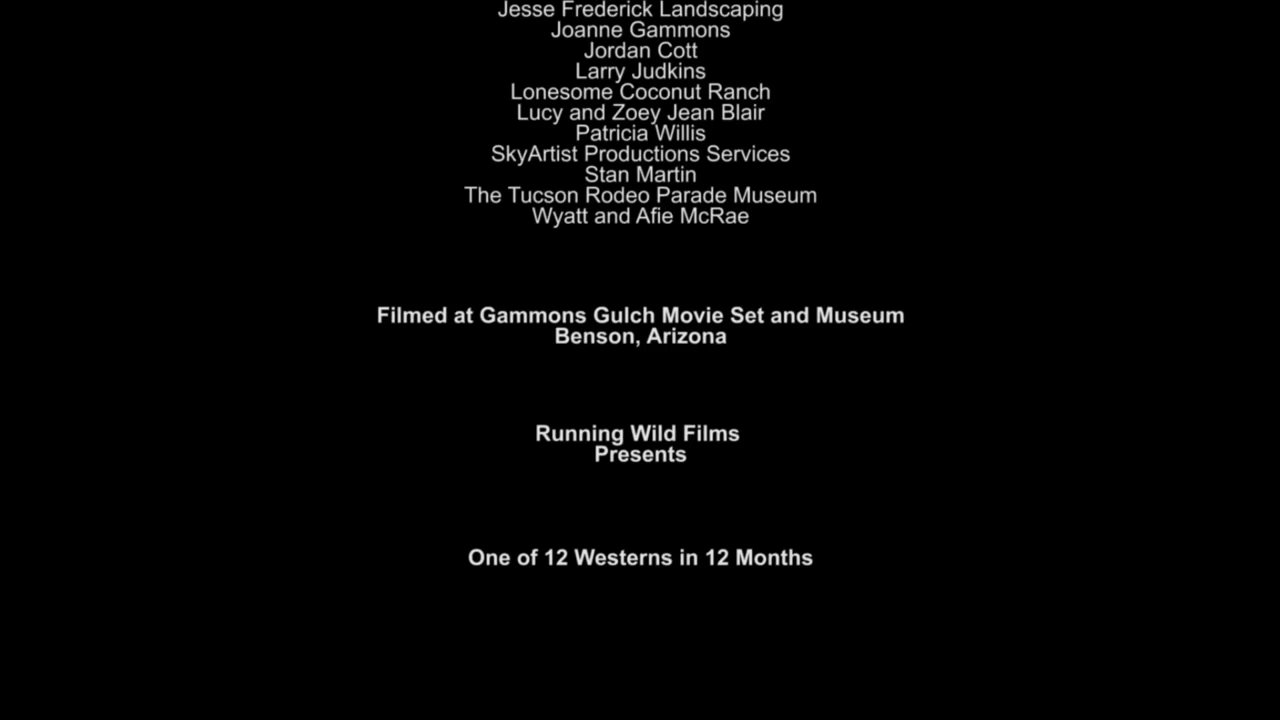 Jesse Frederick Landscaping
Joanne Gammons
Jordan Cott
Larry Judkins
Lonesome Coconut Ranch
Lucy and Zoey Jean Blair
Patricia Willis
SkyArtist Productions Services
Stan Martin
The Tucson Rodeo Parade Museum
Wyatt and Afie McRae
Filmed at Gammons Gulch Movie Set and Museum
Benson, Arizona
Running Wild Films
Presents
One of 12 Westerns in 12 Months